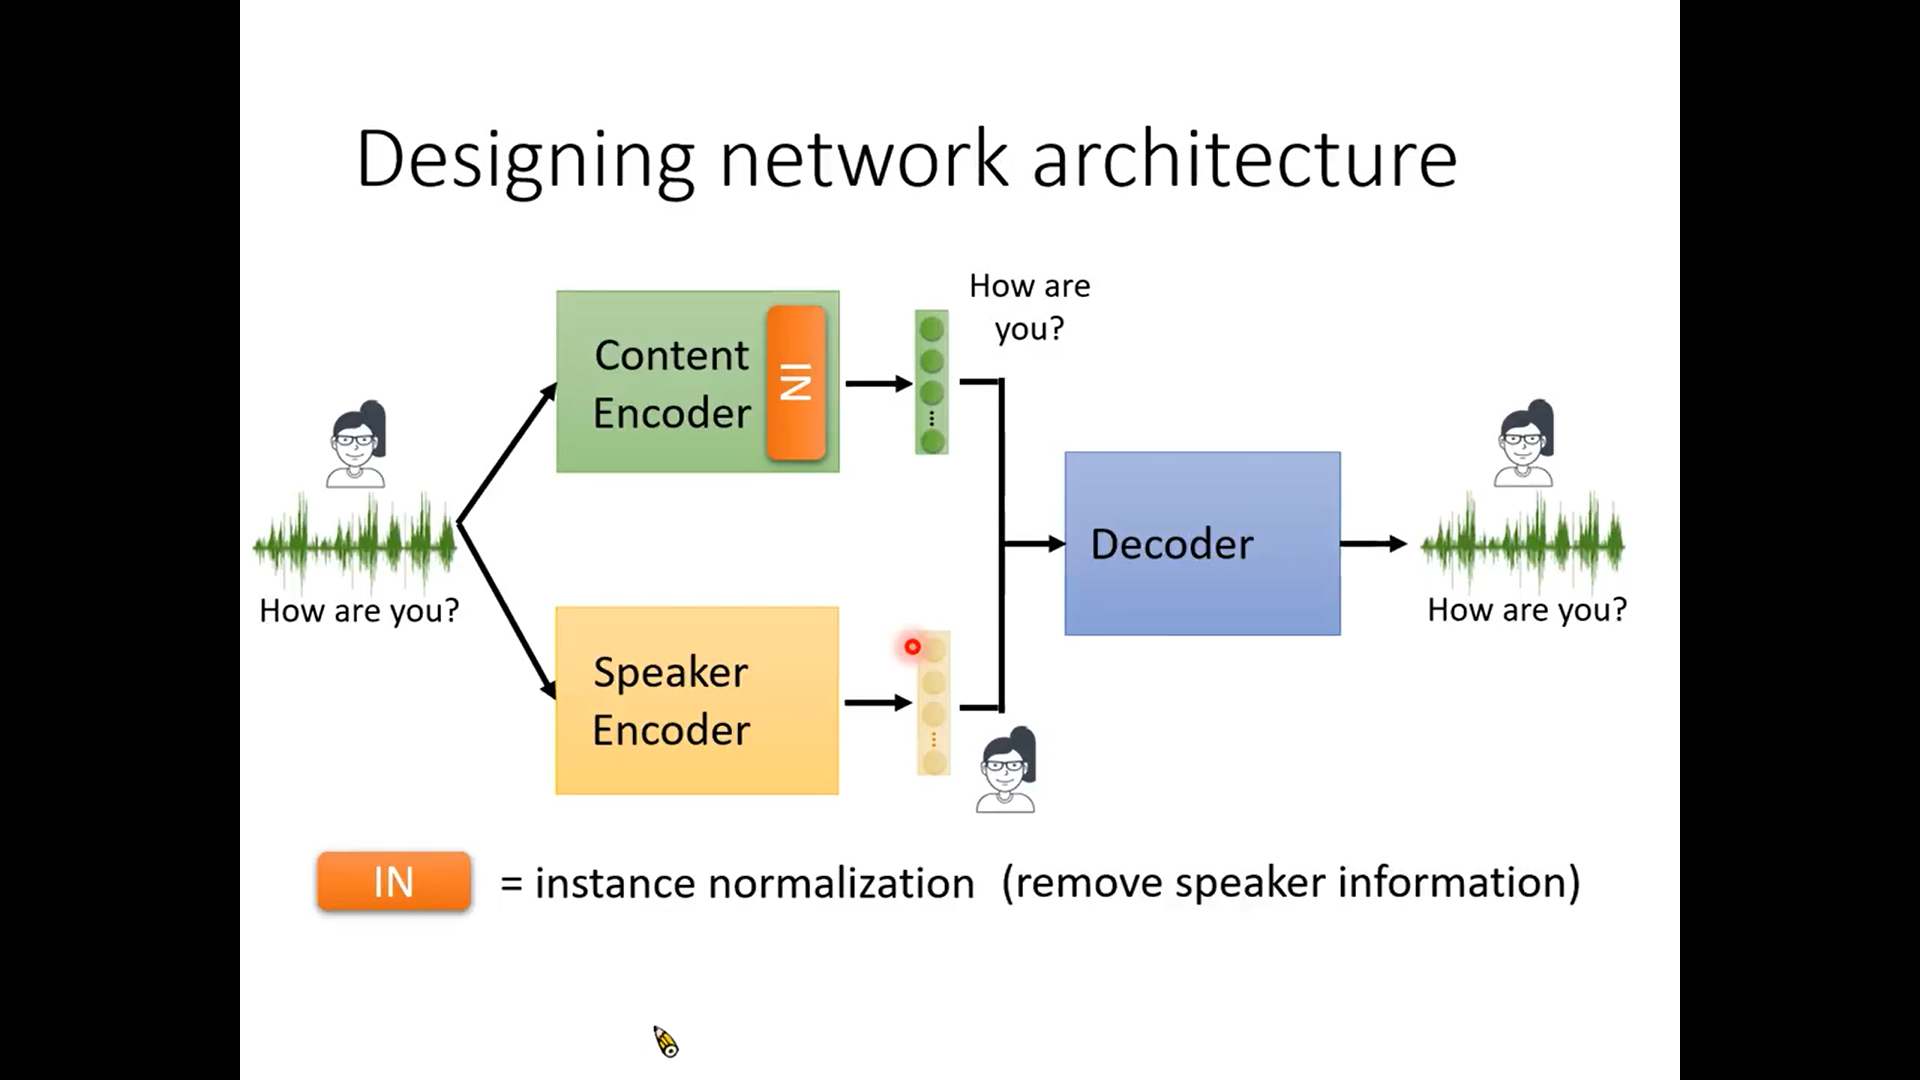 Designing network architecture
How are
you?
Content
Encoder
IN
How are you?
Decoder
How are you?
Speaker
Encoder
IN = instance normalization (remove speaker information)